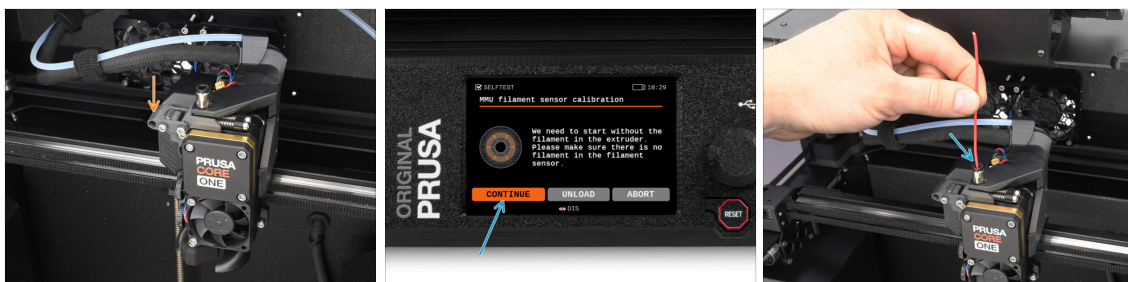 PRUSA
CORE
ONE
SELFTEST
10:29
MMU filament sensor calibration
We need to start without the
filament in the extruder.
Please make sure there is no
filament in the filament
sensor.
CONTINUE
UNLOAD
ABORT
DIS
ORIGINAL
PRUSA
RESET
PRUSA
CORE
ONE